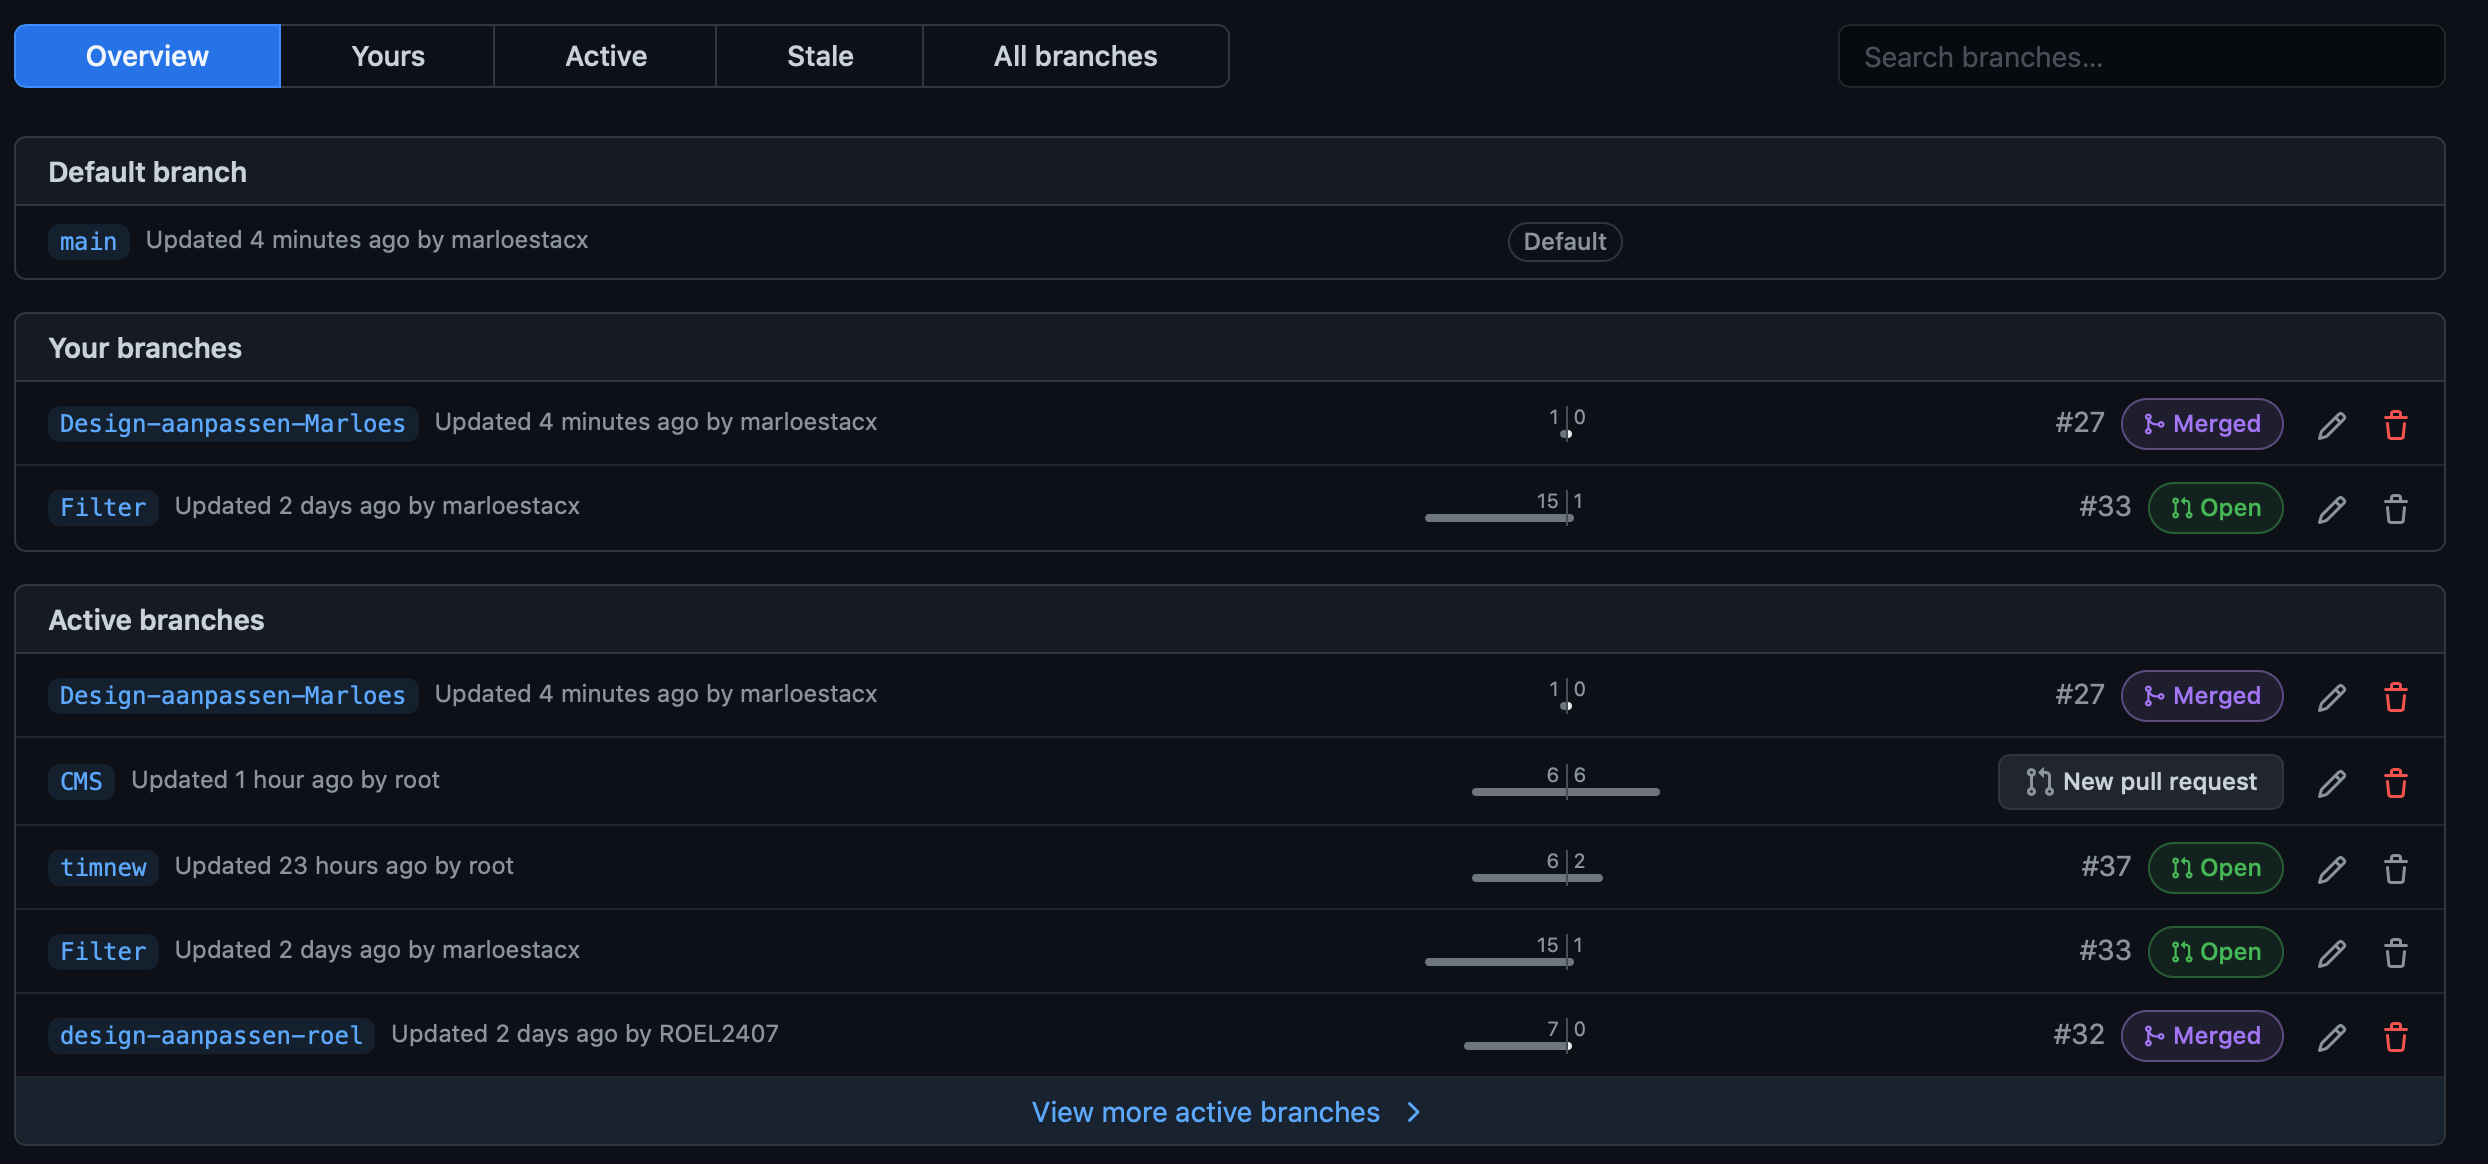 Overview Yours Active Stale All branches Search branches...
Default branch
main Updated 4 minutes ago by marloestacx Default
Your branches
Design-aanpassen-Marloes Updated 4 minutes ago by marloestacx 1 0 #27 Merged
Filter Updated 2 days ago by marloestacx 15 1 #33 Open
Active branches
Design-aanpassen-Marloes Updated 4 minutes ago by marloestacx 1 0 #27 Merged
CMS Updated 1 hour ago by root 6 6 New pull request
timnew Updated 23 hours ago by root 6 2 #37 Open
Filter Updated 2 days ago by marloestacx 15 1 #33 Open
design-aanpassen-roel Updated 2 days ago by ROEL2407 7 0 #32 Merged
View more active branches